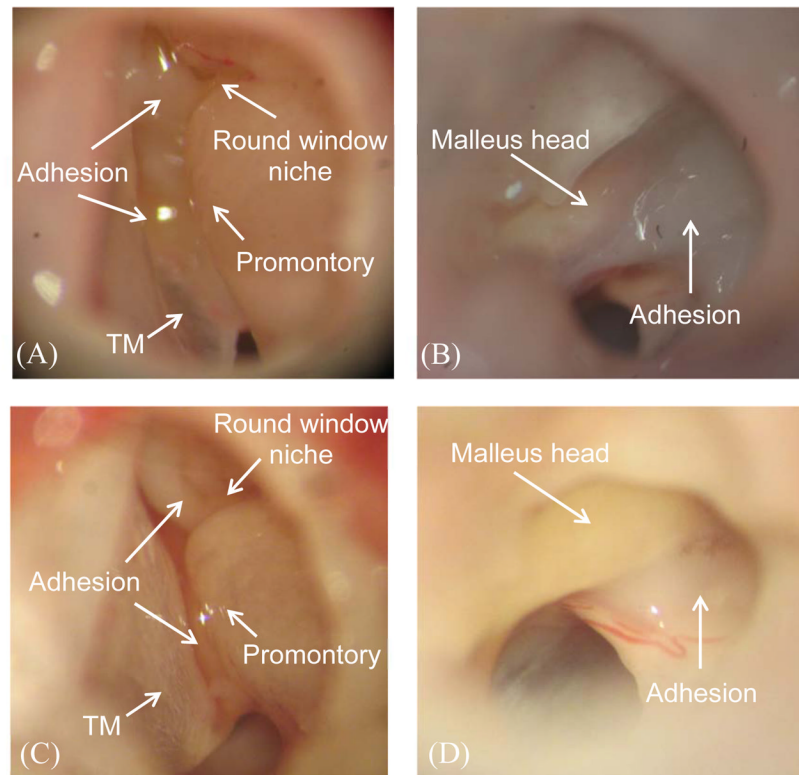 Adhesion
Round window
niche
Promontory
TM
(A)
Malleus head
Adhesion
(B)
Round window
niche
Adhesion
Promontory
TM
(C)
Malleus head
Adhesion
(D)